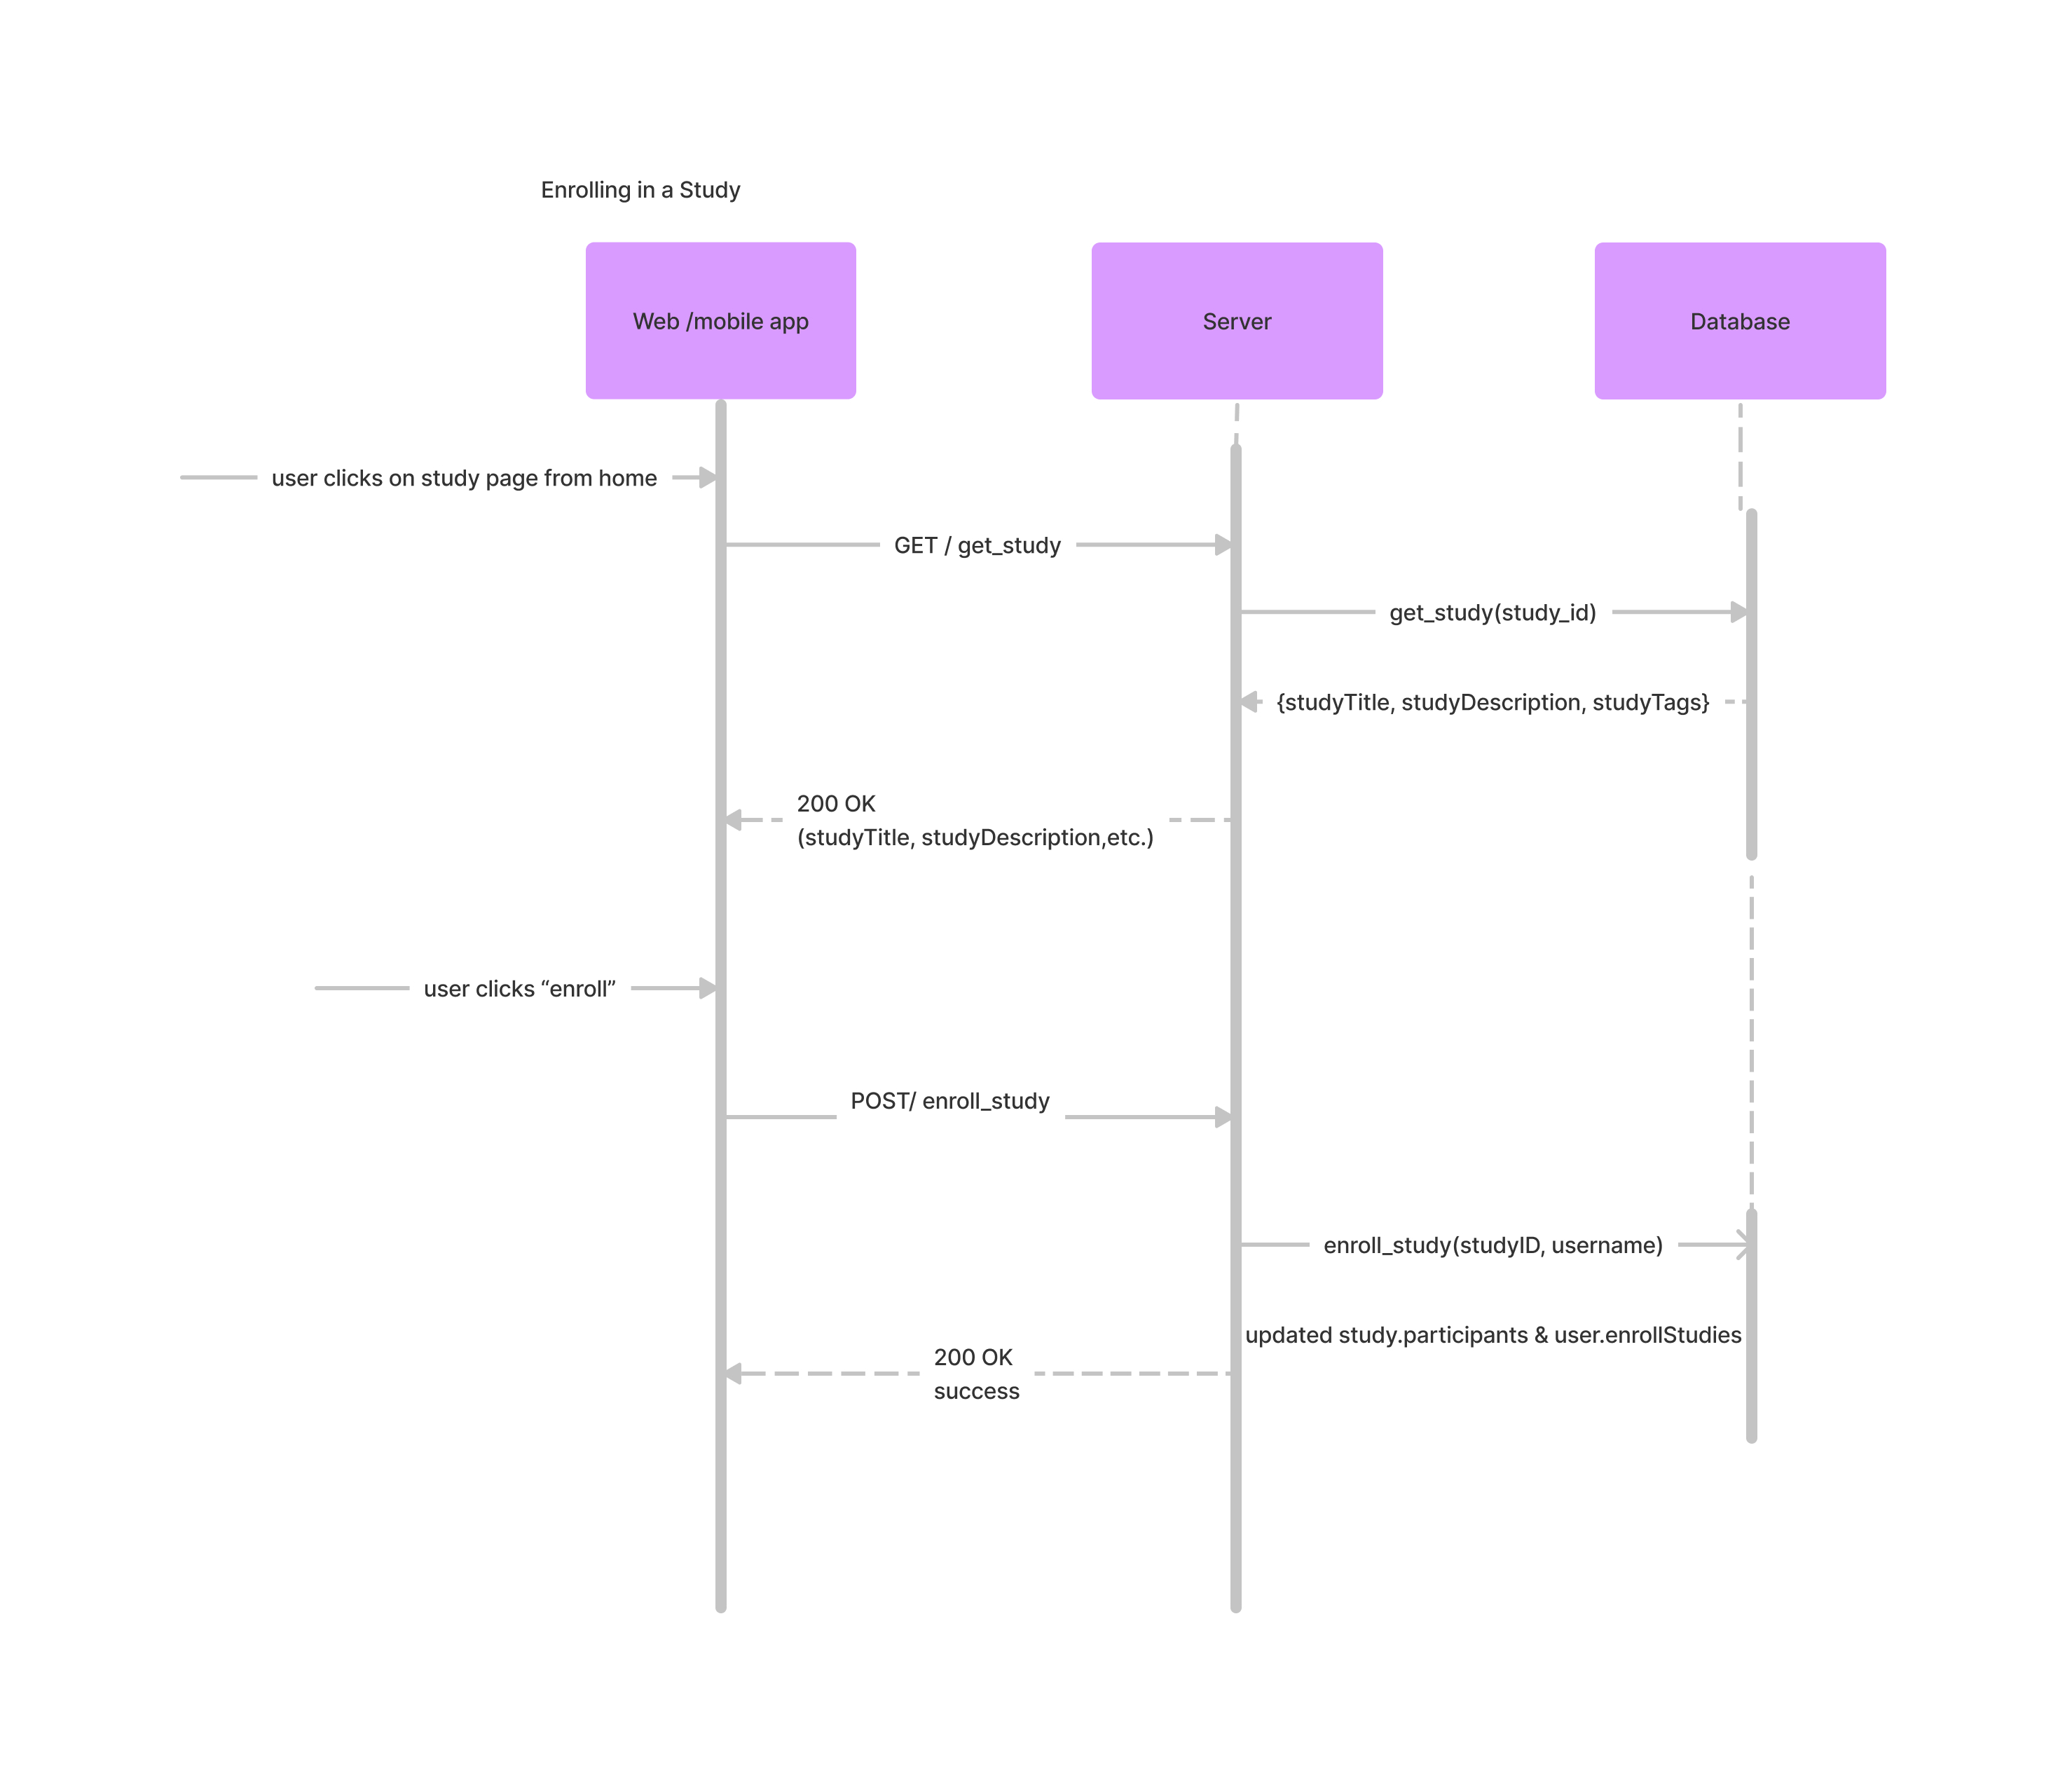 Enrolling in a Study
Web /mobile app
Server
Database
user clicks on study page from home
GET / get_study
get_study(study_id)
{studyTitle, studyDescription, studyTags}
200 OK
(studyTitle, studyDescription,etc.)
user clicks “enroll”
POST/ enroll_study
enroll_study(studyID, username)
updated study.participants & user.enrollStudies
200 OK
success